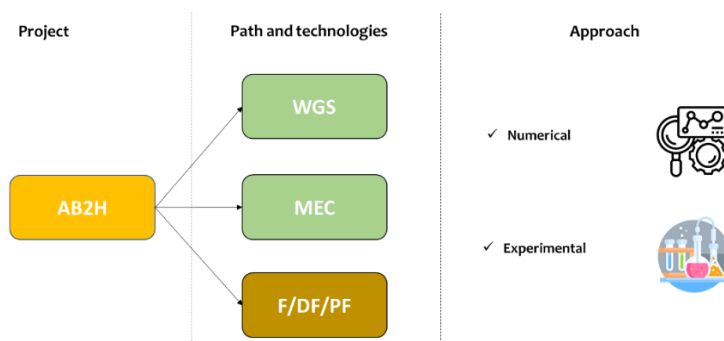 Project
Path and technologies
Approach
WGS
✓ Numerical
AB2H
MEC
✓ Experimental
F/DF/PF